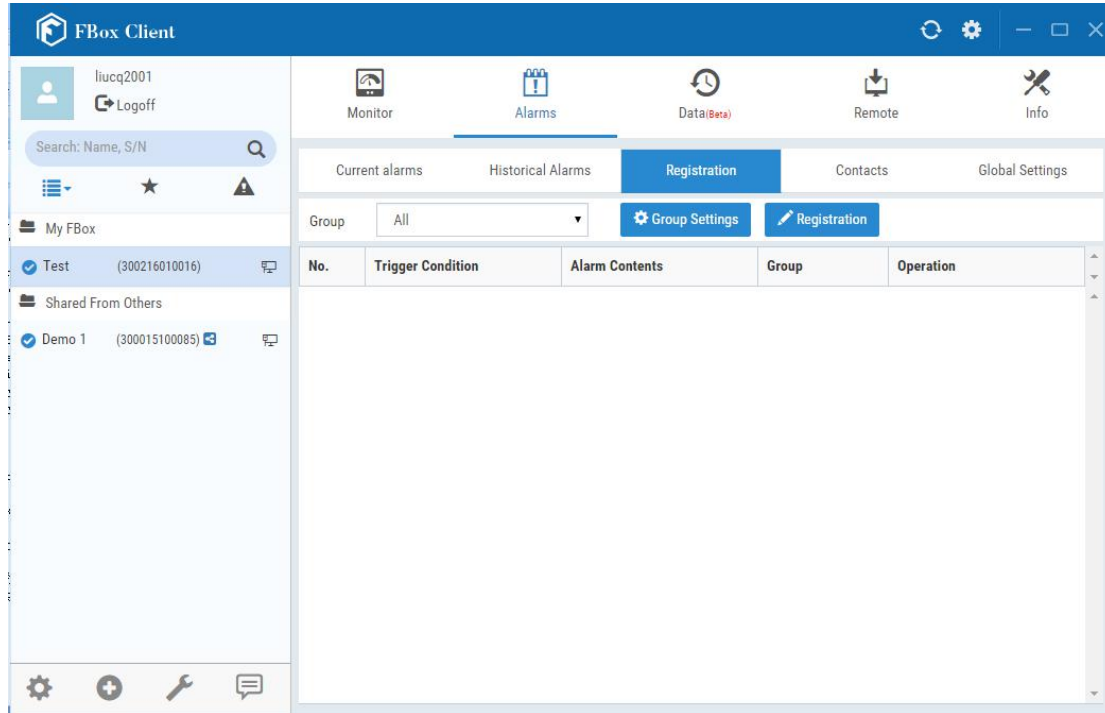 FBox Client
liucq2001
Logoff
Search: Name, S/N
My FBox
Test (300216010016)
Shared From Others
Demo 1 (300015100085)
Monitor Alarms Data(Beta) Remote Info
Current alarms Historical Alarms Registration Contacts Global Settings
Group All Group Settings Registration
No. Trigger Condition Alarm Contents Group Operation